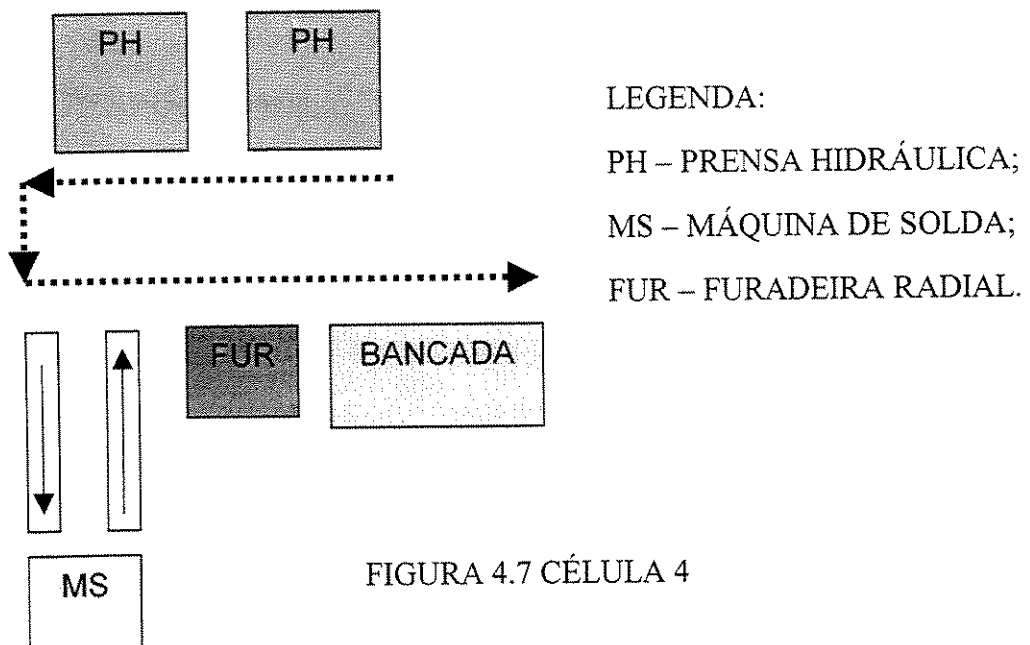 PH
PH
LEGENDA:
PH – PRENSA HIDRÁULICA;
MS – MÁQUINA DE SOLDA;
FUR – FURADEIRA RADIAL.
FUR
BANCADA
MS
FIGURA 4.7 CÉLULA 4